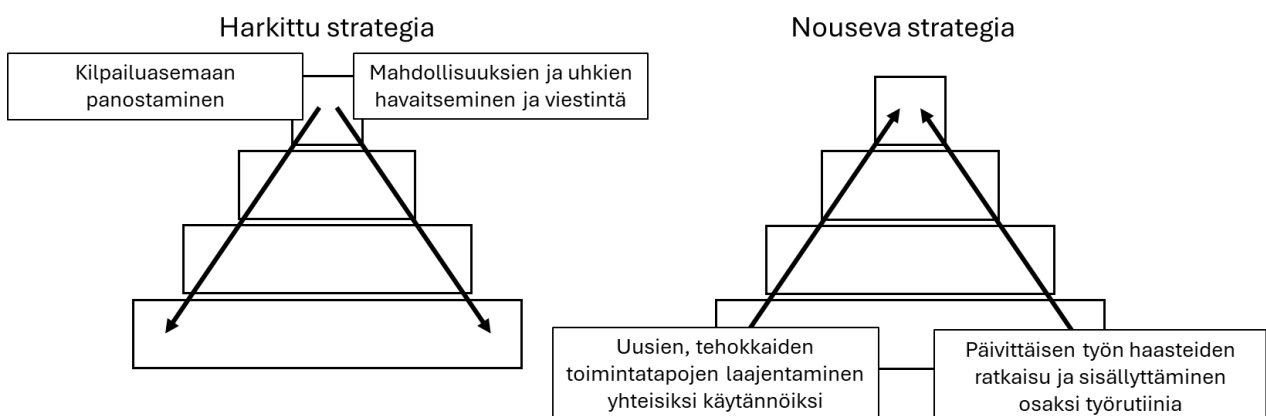 Harkittu strategia
Nouseva strategia
Kilpailuasemaan
panostaminen
Mahdollisuuksien ja uhkien
havaitseminen ja viestintä
Uusien, tehokkaiden
toimintatapojen laajentaminen
yhteisiksi käytännöiksi
Päivittäisen työn haasteiden
ratkaisu ja sisällyttäminen
osaksi työrutiinia